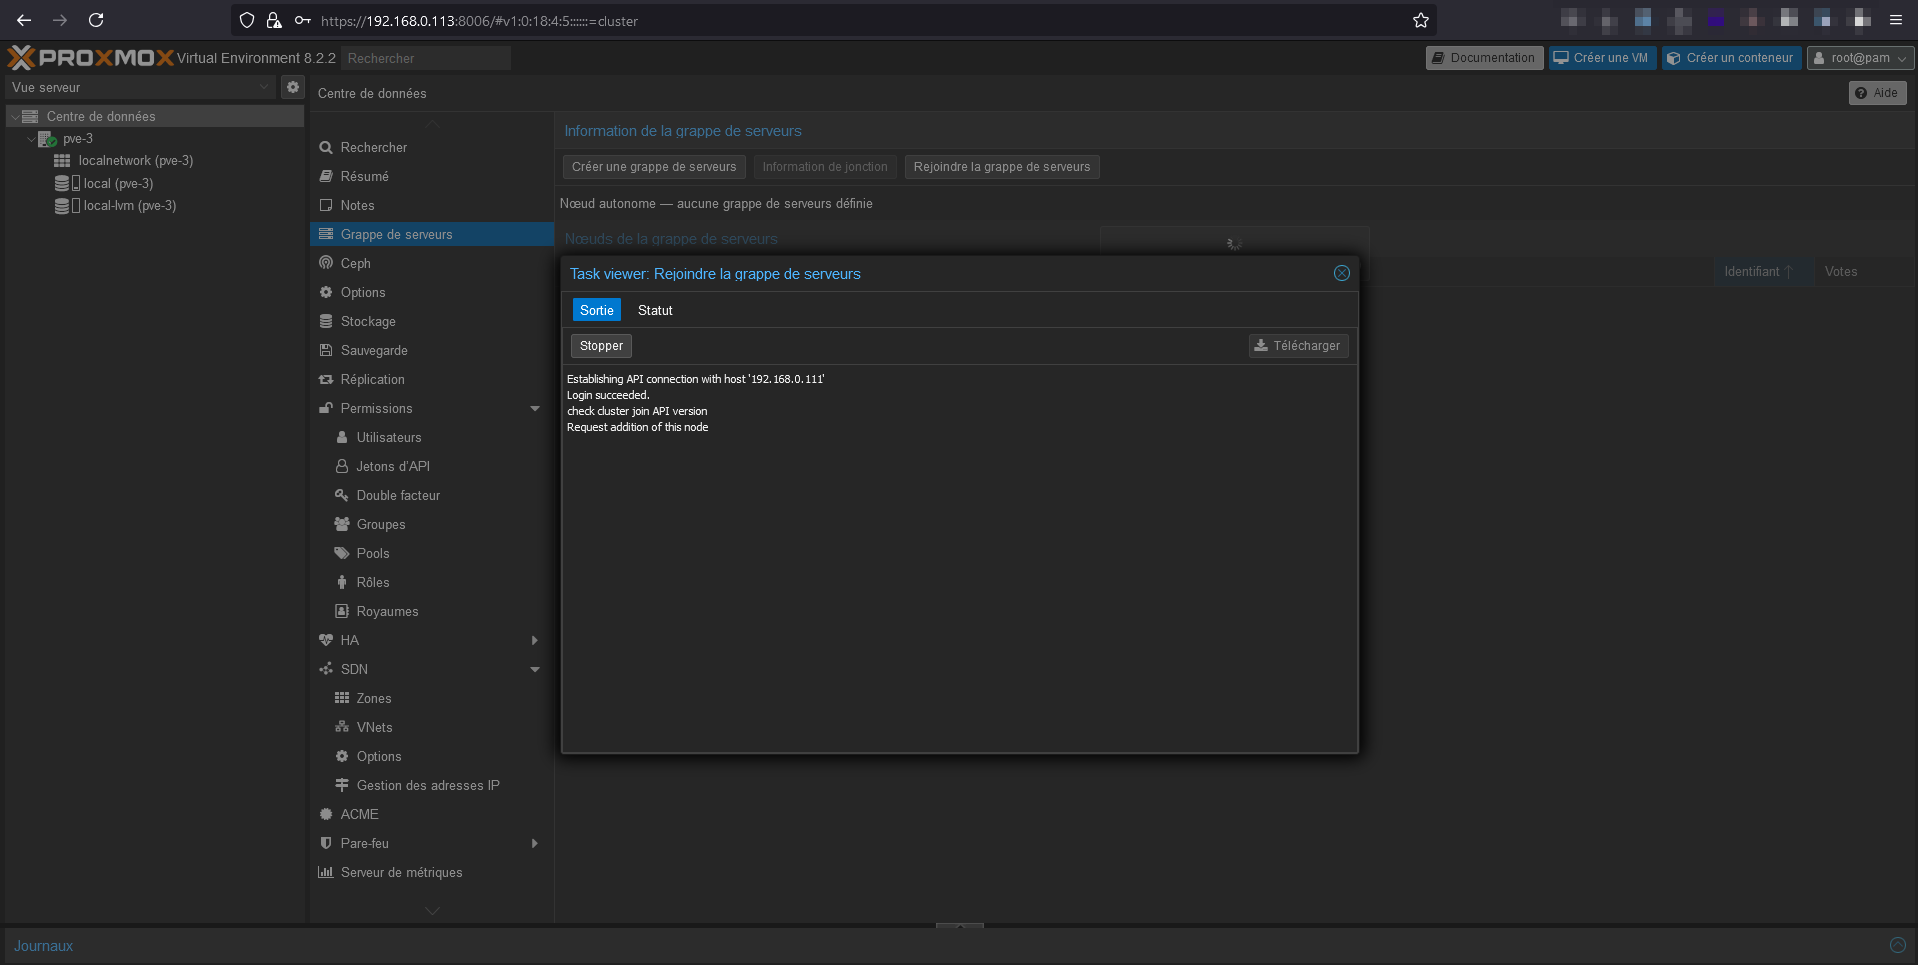 https://192.168.0.113:8006/#v1:0:18:4:5::::::=cluster
PROXMOX Virtual Environment 8.2.2
Rechercher
Documentation
Créer une VM
Créer un conteneur
root@pam
Vue serveur
Centre de données
Aide
Centre de données
pve-3
localnetwork (pve-3)
local (pve-3)
local-lvm (pve-3)
Rechercher
Résumé
Notes
Grappe de serveurs
Ceph
Options
Stockage
Sauvegarde
Réplication
Permissions
Utilisateurs
Jetons d'API
Double facteur
Groupes
Pools
Rôles
Royaumes
HA
SDN
Zones
VNets
Options
Gestion des adresses IP
ACME
Pare-feu
Serveur de métriques
Information de la grappe de serveurs
Créer une grappe de serveurs
Information de jonction
Rejoindre la grappe de serveurs
Nœud autonome — aucune grappe de serveurs définie
Nœuds de la grappe de serveurs
Identifiant
Votes
Task viewer: Rejoindre la grappe de serveurs
Sortie
Statut
Stopper
Télécharger
Establishing API connection with host '192.168.0.111'
Login succeeded.
check cluster join API version
Request addition of this node
Journaux